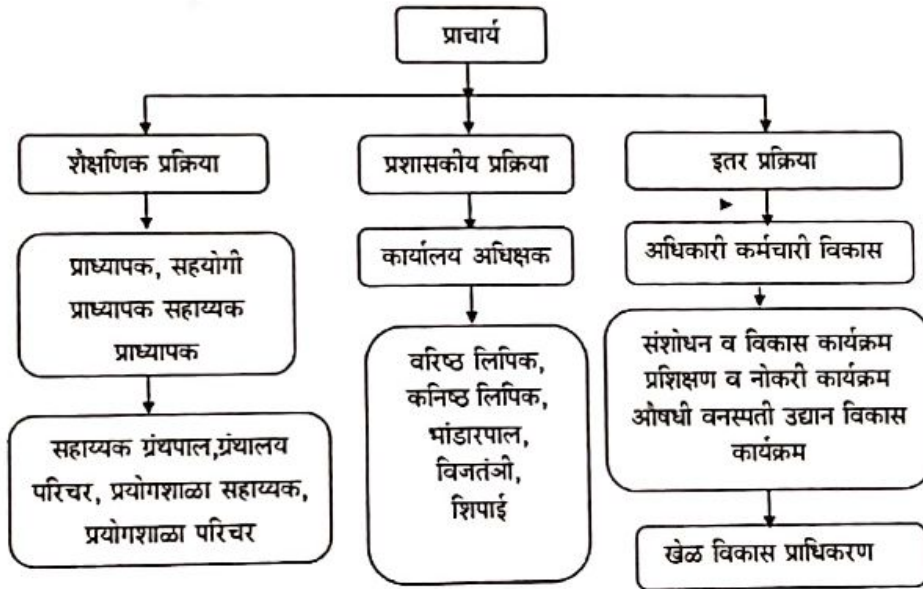 प्राचार्य
शैक्षणिक प्रक्रिया
प्राध्यापक, सहयोगी
प्राध्यापक सहाय्यक
प्राध्यापक
सहाय्यक ग्रंथपाल,ग्रंथालय
परिचर, प्रयोगशाळा सहाय्यक,
प्रयोगशाळा परिचर
प्रशासकीय प्रक्रिया
कार्यालय अधिक्षक
वरिष्ठ लिपिक,
कनिष्ठ लिपिक,
भांडारपाल,
विजतंत्री,
शिपाई
इतर प्रक्रिया
अधिकारी कर्मचारी विकास
संशोधन व विकास कार्यक्रम
प्रशिक्षण व नोकरी कार्यक्रम
औषधी वनस्पती उद्यान विकास
कार्यक्रम
खेळ विकास प्राधिकरण